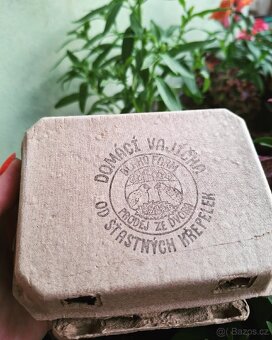 DOMÁCÍ VAJÍČKA
PRODEJ ZE DVORA
OD ŠŤASTNÝCH KŘEPELEK
bazos.cz